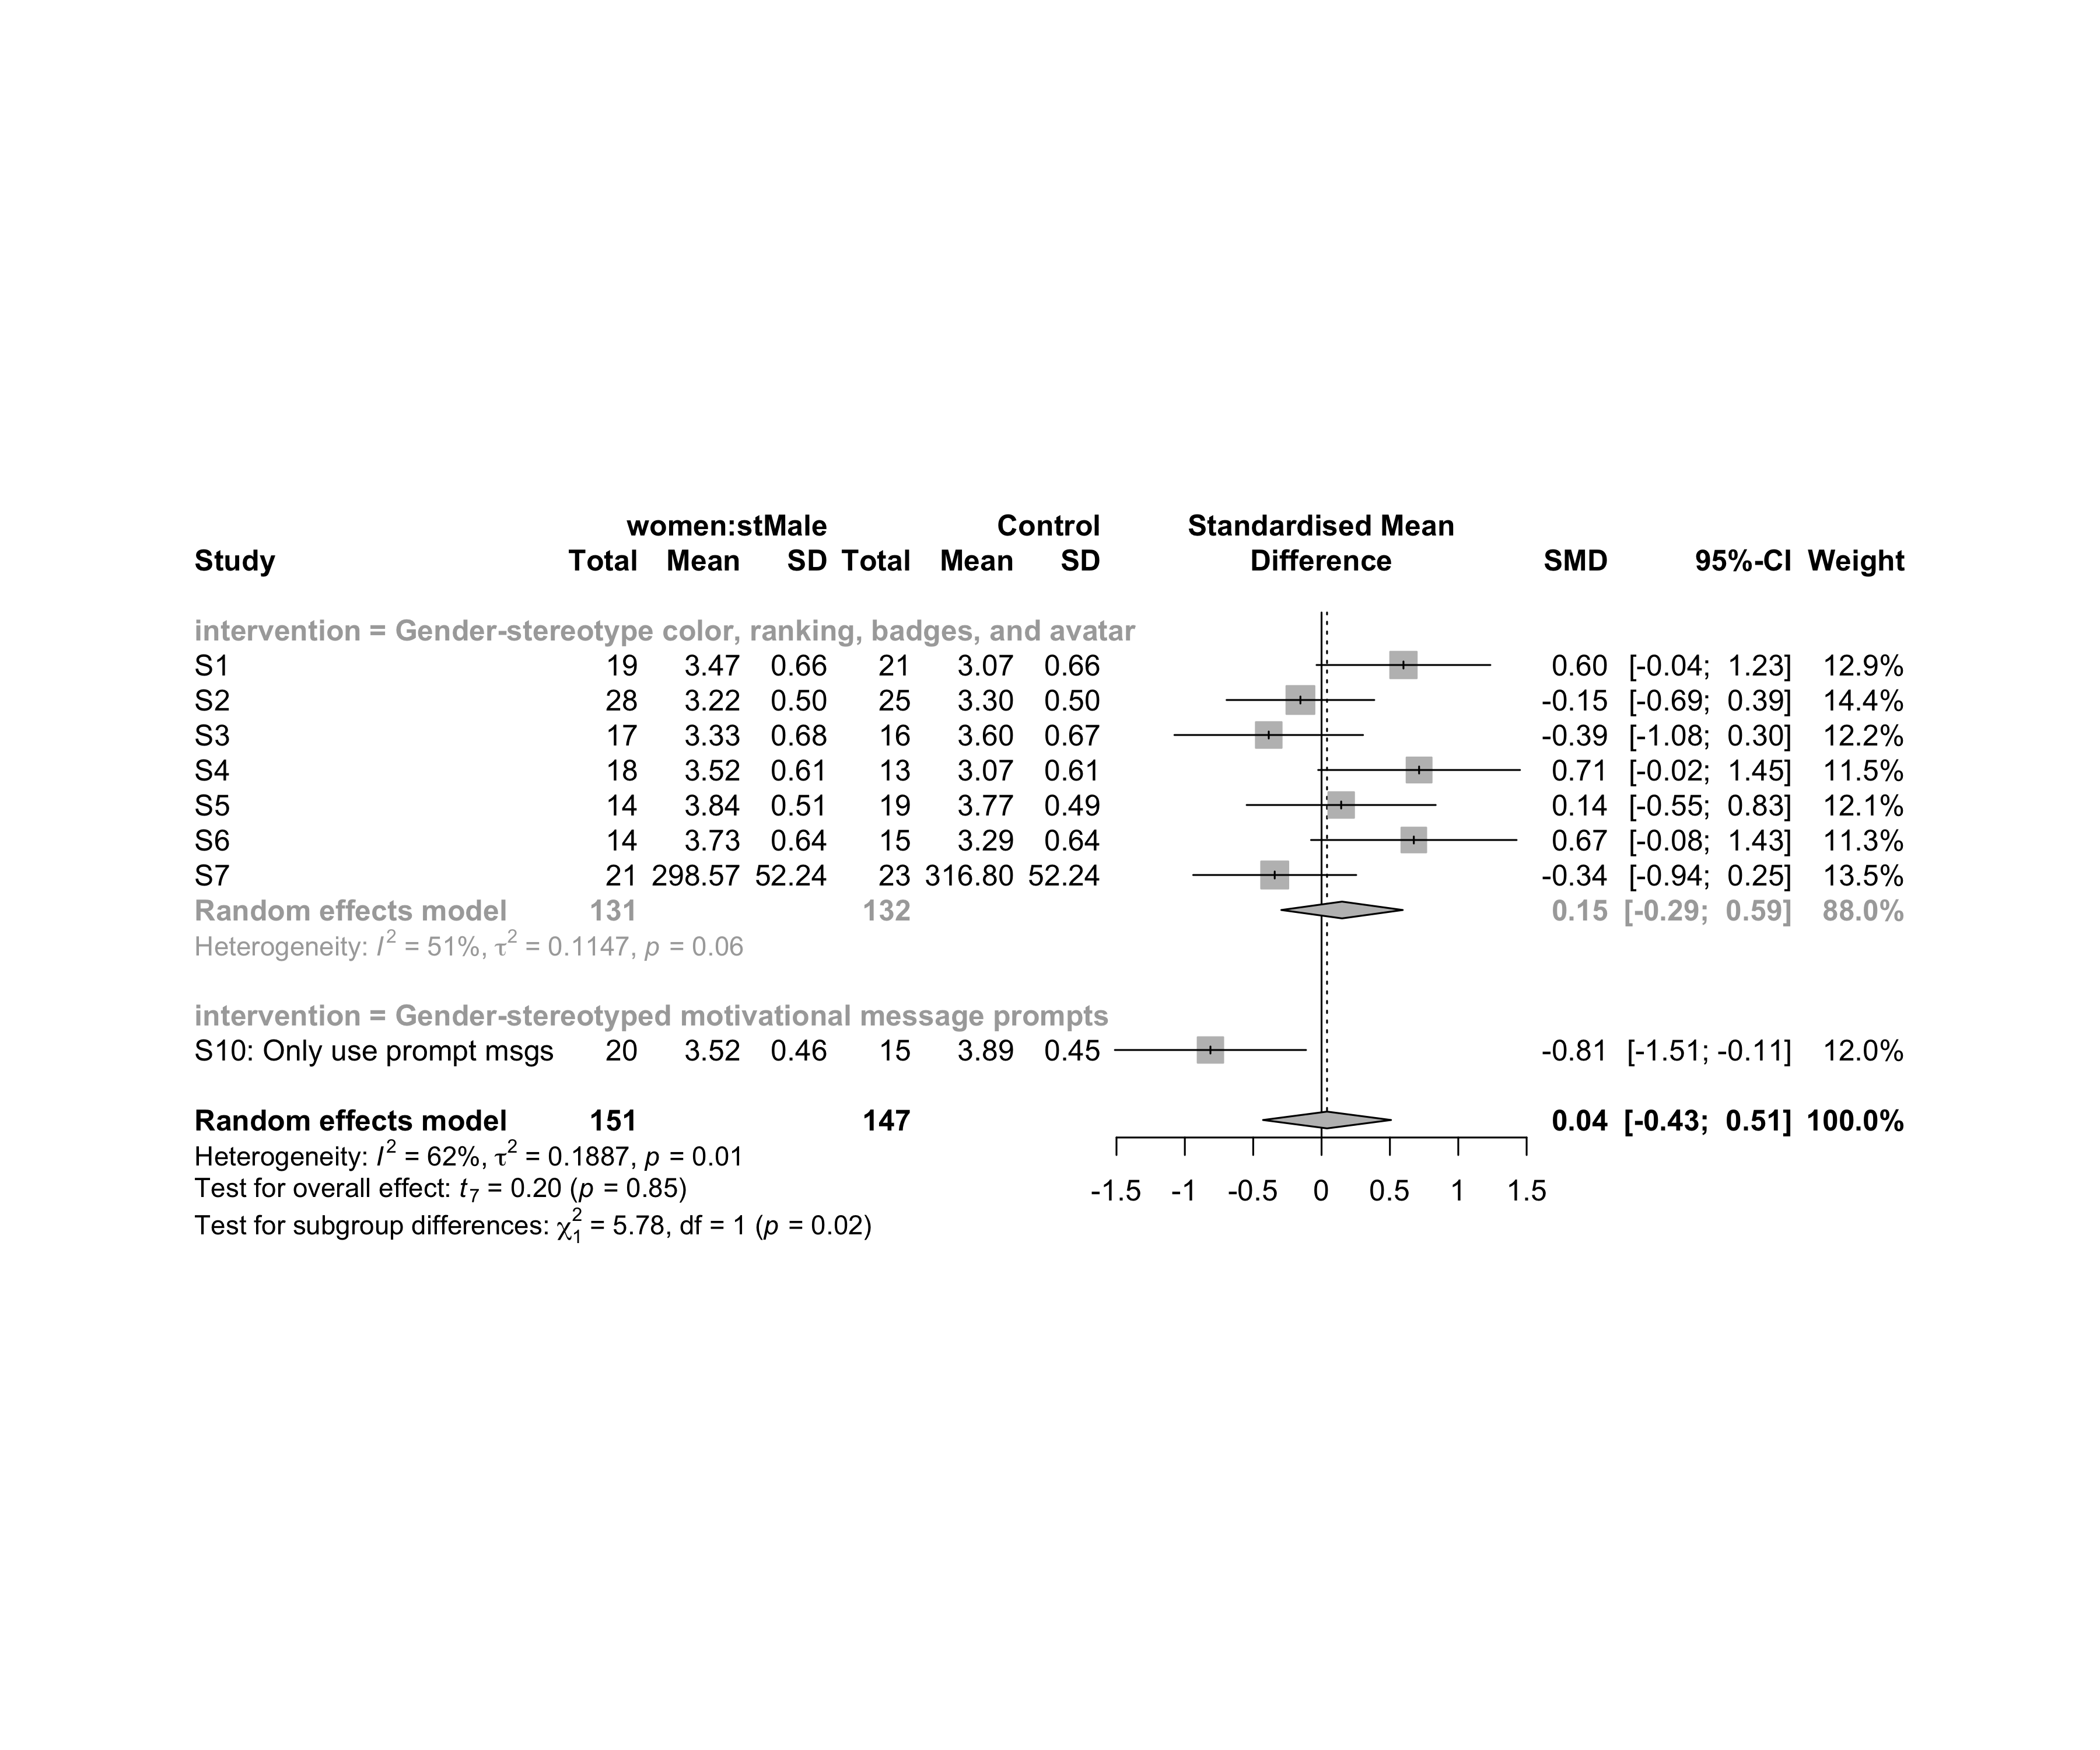 women:stMale Control Standardised Mean
Study Total Mean SD Total Mean SD Difference SMD 95%-CI Weight
intervention = Gender-stereotype color, ranking, badges, and avatar
S1 19 3.47 0.66 21 3.07 0.66 0.60 [-0.04; 1.23] 12.9%
S2 28 3.22 0.50 25 3.30 0.50 -0.15 [-0.69; 0.39] 14.4%
S3 17 3.33 0.68 16 3.60 0.67 -0.39 [-1.08; 0.30] 12.2%
S4 18 3.52 0.61 13 3.07 0.61 0.71 [-0.02; 1.45] 11.5%
S5 14 3.84 0.51 19 3.77 0.49 0.14 [-0.55; 0.83] 12.1%
S6 14 3.73 0.64 15 3.29 0.64 0.67 [-0.08; 1.43] 11.3%
S7 21 298.57 52.24 23 316.80 52.24 -0.34 [-0.94; 0.25] 13.5%
Random effects model 131 132 0.15 [-0.29; 0.59] 88.0%
Heterogeneity: I² = 51%, τ² = 0.1147, p = 0.06
intervention = Gender-stereotyped motivational message prompts
S10: Only use prompt msgs 20 3.52 0.46 15 3.89 0.45 -0.81 [-1.51; -0.11] 12.0%
Random effects model 151 147 0.04 [-0.43; 0.51] 100.0%
Heterogeneity: I² = 62%, τ² = 0.1887, p = 0.01
Test for overall effect: t₇ = 0.20 (p = 0.85)
-1.5 -1 -0.5 0 0.5 1 1.5
Test for subgroup differences: χ₁² = 5.78, df = 1 (p = 0.02)